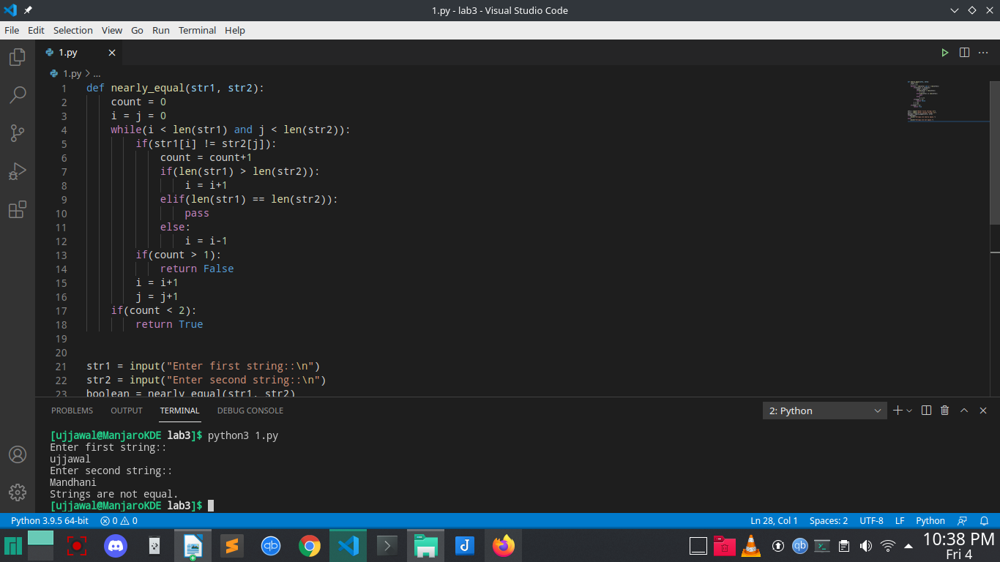 1.py - lab3 - Visual Studio Code
File Edit Selection View Go Run Terminal Help
1.py
1.py > ...
1 def nearly_equal(str1, str2):
2     count = 0
3     i = j = 0
4     while(i < len(str1) and j < len(str2)):
5         if(str1[i] != str2[j]):
6             count = count+1
7             if(len(str1) > len(str2)):
8                 i = i+1
9             elif(len(str1) == len(str2)):
10                 pass
11             else:
12                 i = i-1
13         if(count > 1):
14             return False
15         i = i+1
16         j = j+1
17     if(count < 2):
18         return True
19
20
21 str1 = input("Enter first string::\n")
22 str2 = input("Enter second string::\n")
23 boolean = nearly_equal(str1, str2)
PROBLEMS OUTPUT TERMINAL DEBUG CONSOLE 2: Python
[ujjawal@ManjaroKDE lab3]$ python3 1.py
Enter first string::
ujjawal
Enter second string::
Mandhani
Strings are not equal.
[ujjawal@ManjaroKDE lab3]$
Python 3.9.5 64-bit 0 0 Ln 28, Col 1 Spaces: 2 UTF-8 LF Python
qb qb 10:38 PM
Fri 4